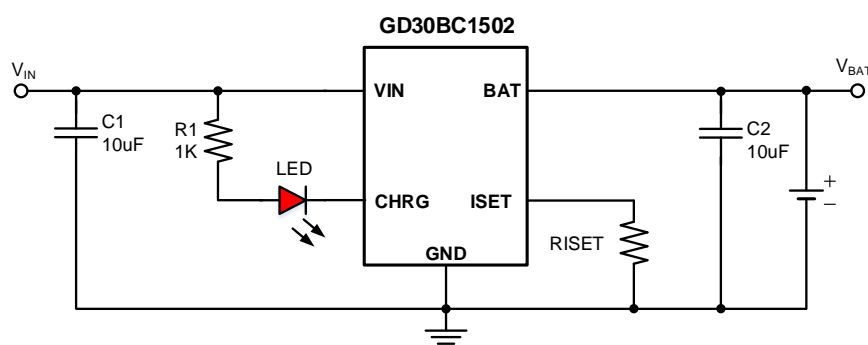 GD30BC1502
VIN
VBAT
VIN
BAT
C1
10uF
R1
1K
LED
C2
10uF
+
−
CHRG
ISET
RISET
GND